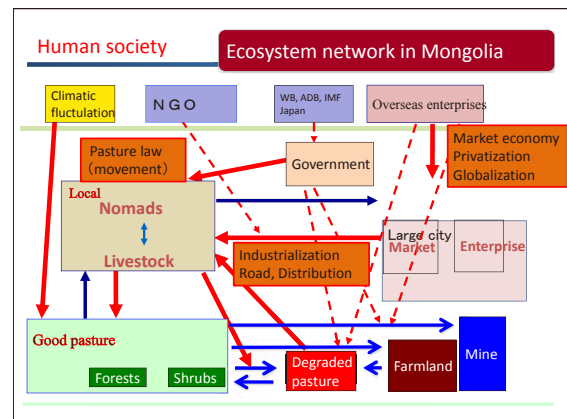 Human society
Ecosystem network in Mongolia
Climatic
fluctulation
ＮＧＯ
WB, ADB, IMF
Japan
Overseas enterprises
Market economy
Privatization
Globalization
Pasture law
（movement）
Government
Local
Nomads
Livestock
Large city
Market
Enterprise
Industrialization
Road, Distribution
Good pasture
Forests
Shrubs
Degraded
pasture
Farmland
Mine